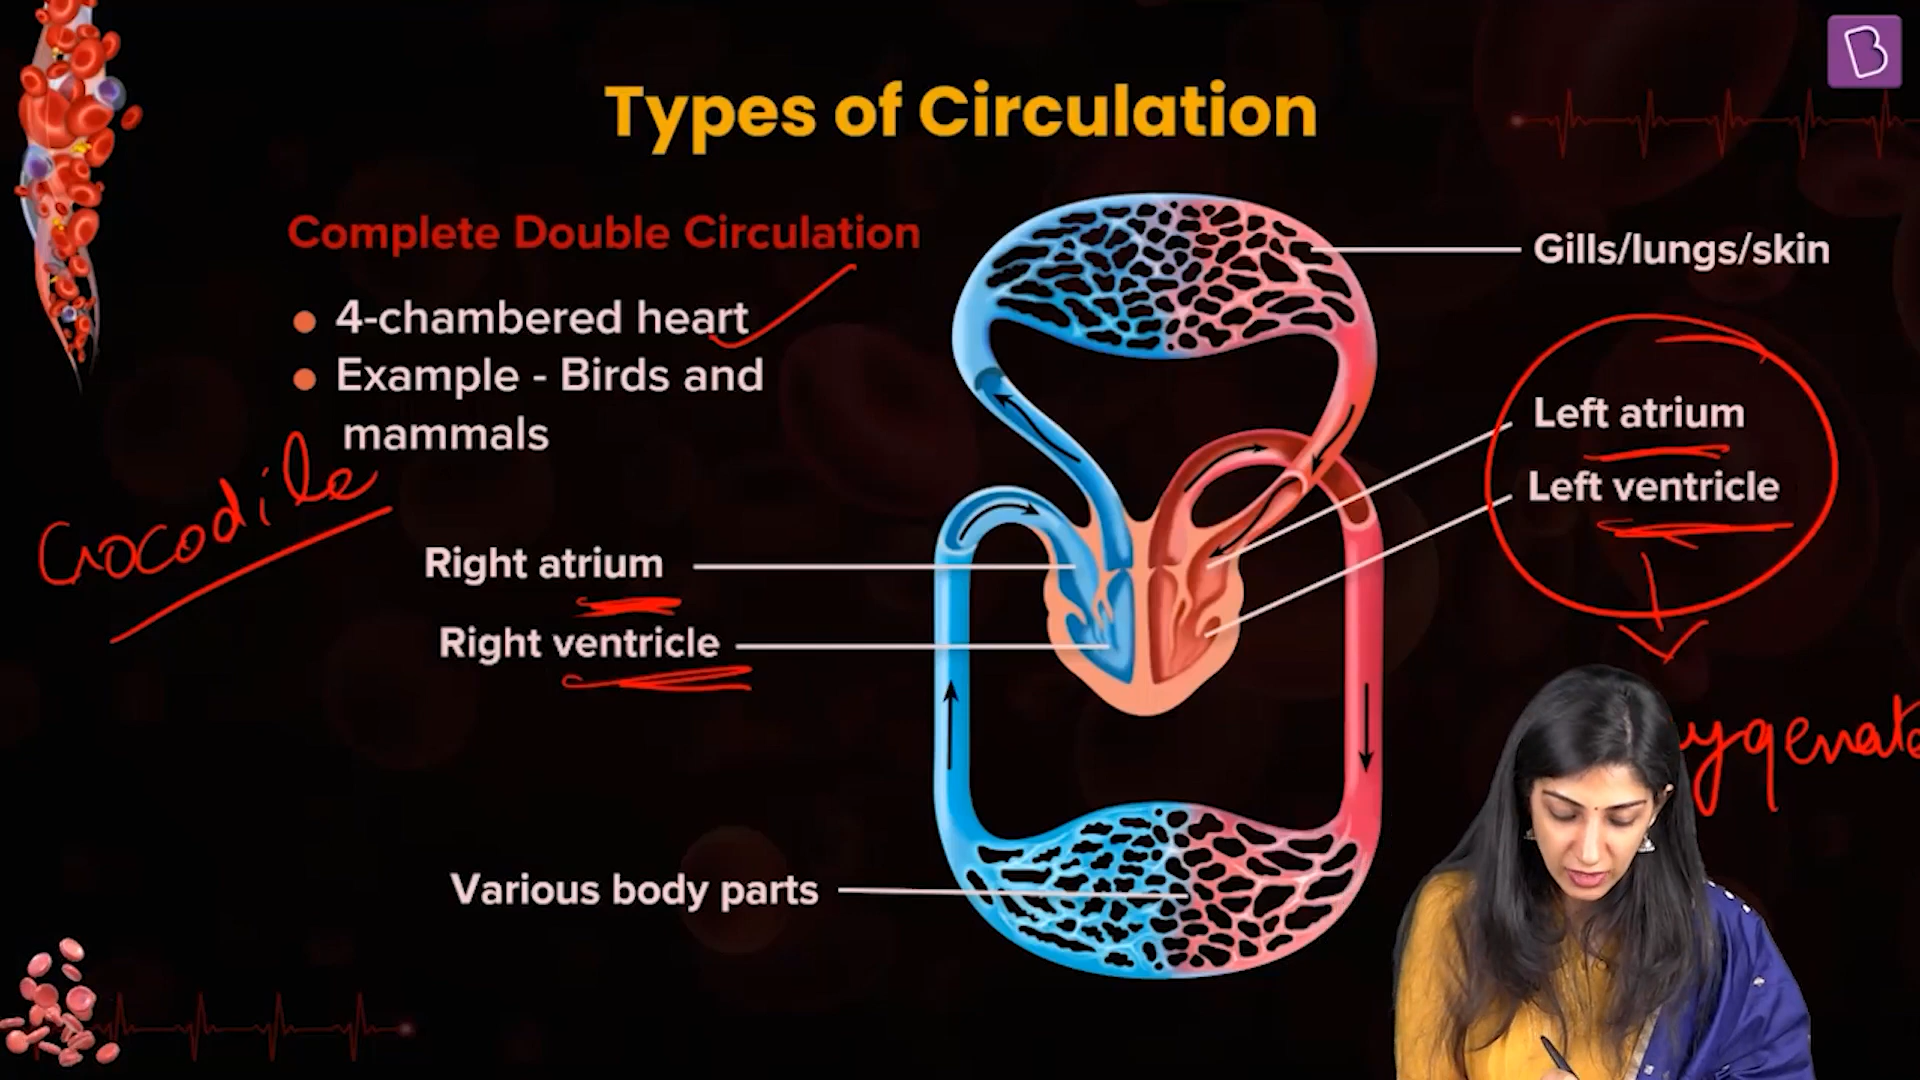 Types of Circulation
Complete Double Circulation
4-chambered heart
Example - Birds and
mammals
Crocodile
Gills/lungs/skin
Left atrium
Left ventricle
Right atrium
Right ventricle
Various body parts